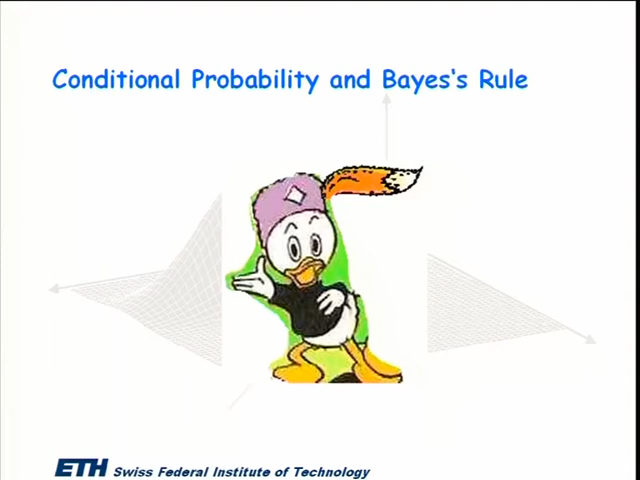 Conditional Probability and Bayes‘s Rule
ETH Swiss Federal Institute of Technology